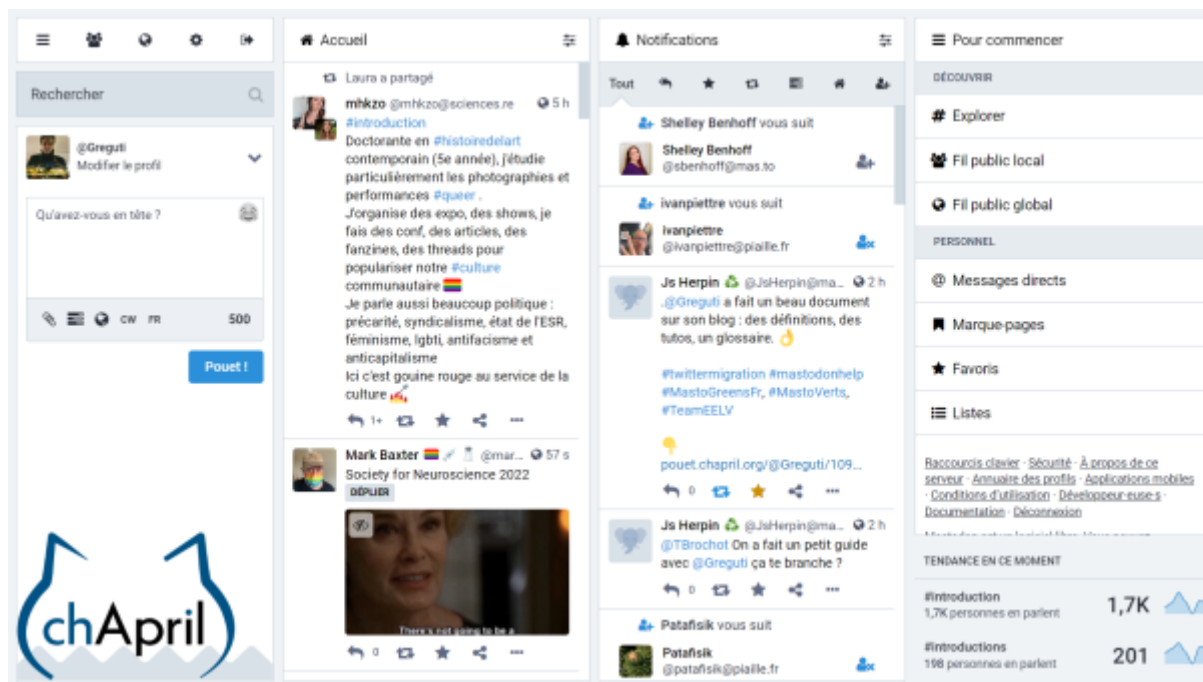 Rechercher
@Greguti
Modifier le profil
Qu'avez-vous en tête ?
CW FR 500
Pouet !
chApril
Accueil
Laura a partagé
mhkzo @mhkzo@sciences.re 5 h
#introduction
Doctorante en #histoiredelart
contemporain (5e année), j'étudie
particulièrement les photographies et
performances #queer .
J'organise des expo, des shows, je
fais des conf, des articles, des
fanzines, des threads pour
populariser notre #culture
communautaire 🏳️‍🌈
Je parle aussi beaucoup politique :
précarité, syndicalisme, état de l'ESR,
féminisme, lgbti, antifacisme et
anticapitalisme
Ici c'est gouine rouge au service de la
culture
1+
Mark Baxter 🏳️‍🌈 @mar... 57 s
Society for Neuroscience 2022
DÉPLIER
There's not going to be a
0
Notifications
Tout
Shelley Benhoff vous suit
Shelley Benhoff
@sbenhoff@mas.to
ivanpiettre vous suit
ivanpiettre
@ivanpiettre@piaille.fr
Js Herpin ♻️ @JsHerpin@ma... 2 h
.@Greguti a fait un beau document
sur son blog : des définitions, des
tutos, un glossaire. 👌
#twittermigration #mastodonhelp
#MastoGreensFr, #MastoVerts,
#TeamEELV
👇
pouet.chapril.org/@Greguti/109...
0
Js Herpin ♻️ @JsHerpin@ma... 2 h
@TBrochot On a fait un petit guide
avec @Greguti ça te branche ?
0
Patafisik vous suit
Patafisik
@patafisik@piaille.fr
Pour commencer
DÉCOUVRIR
# Explorer
Fil public local
Fil public global
PERSONNEL
@ Messages directs
Marque-pages
Favoris
Listes
Raccourcis clavier · Sécurité · À propos de ce
serveur · Annuaire des profils · Applications mobiles
· Conditions d'utilisation · Développeur·euse·s ·
Documentation · Déconnexion
TENDANCE EN CE MOMENT
#introduction
1,7K personnes en parlent
1,7K
#introductions
198 personnes en parlent
201